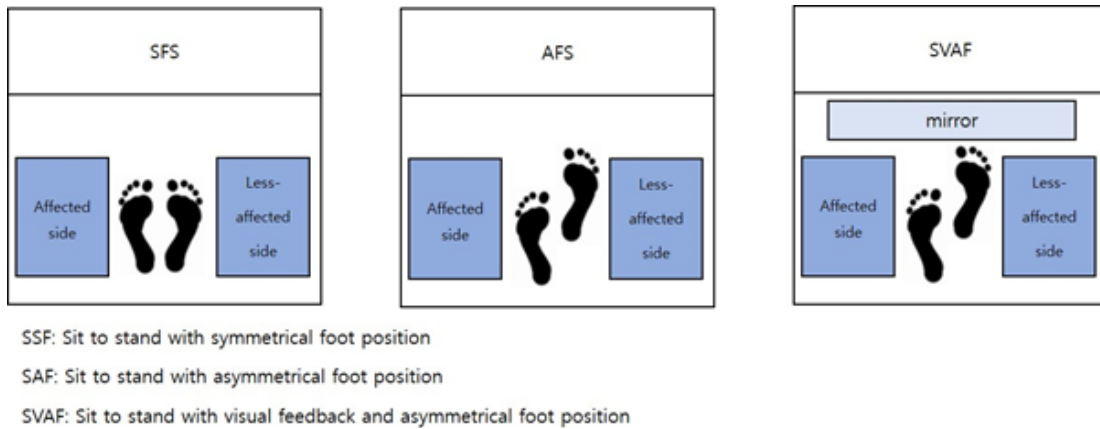 SFS
AFS
SVAF
mirror
Affected
side
Less-
affected
side
Affected
side
Less-
affected
side
Affected
side
Less-
affected
side
SSF: Sit to stand with symmetrical foot position
SAF: Sit to stand with asymmetrical foot position
SVAF: Sit to stand with visual feedback and asymmetrical foot position